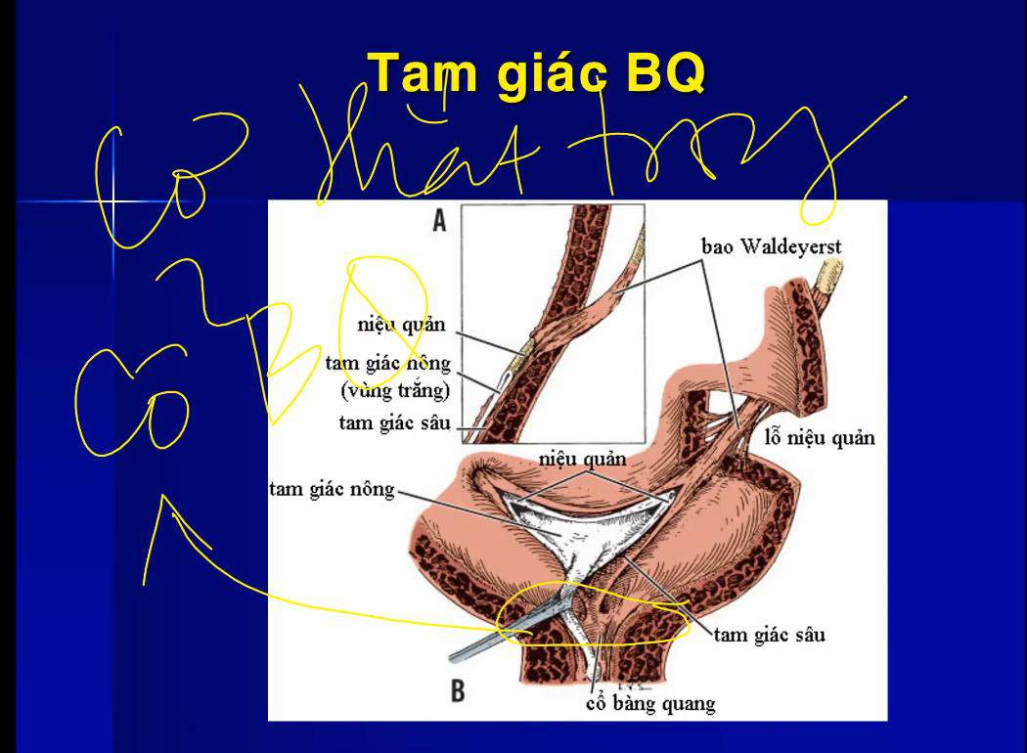 Tam giác BQ
Cơ thắt trong
Cổ BQ
A
bao Waldeyerst
niệu quản
tam giác nông
(vùng trắng)
tam giác sâu
lỗ niệu quản
niệu quản
tam giác nông
tam giác sâu
B
cổ bàng quang